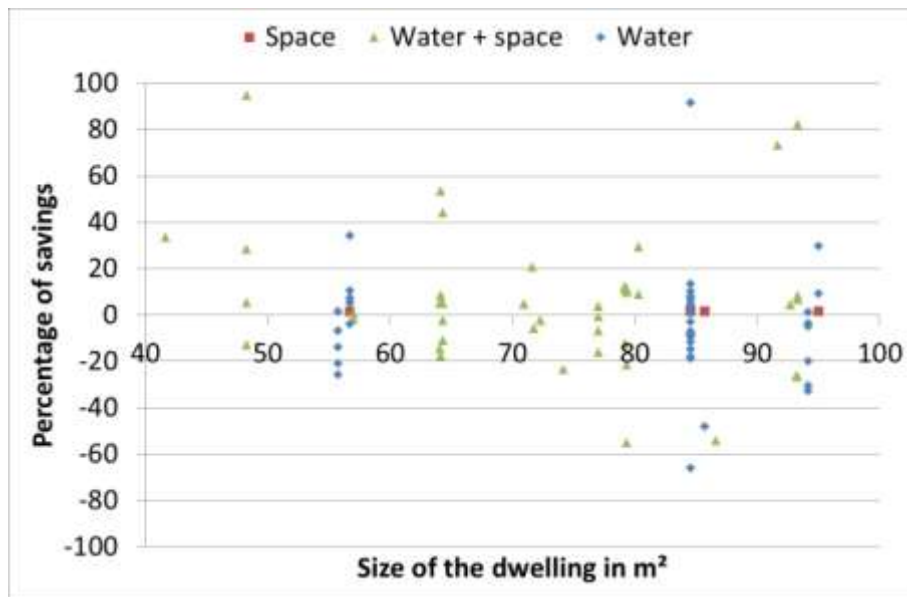 Space Water + space Water
Percentage of savings
100
80
60
40
20
0
-20
40 50 60 70 80 90 100
-40
-60
-80
-100
Size of the dwelling in m²